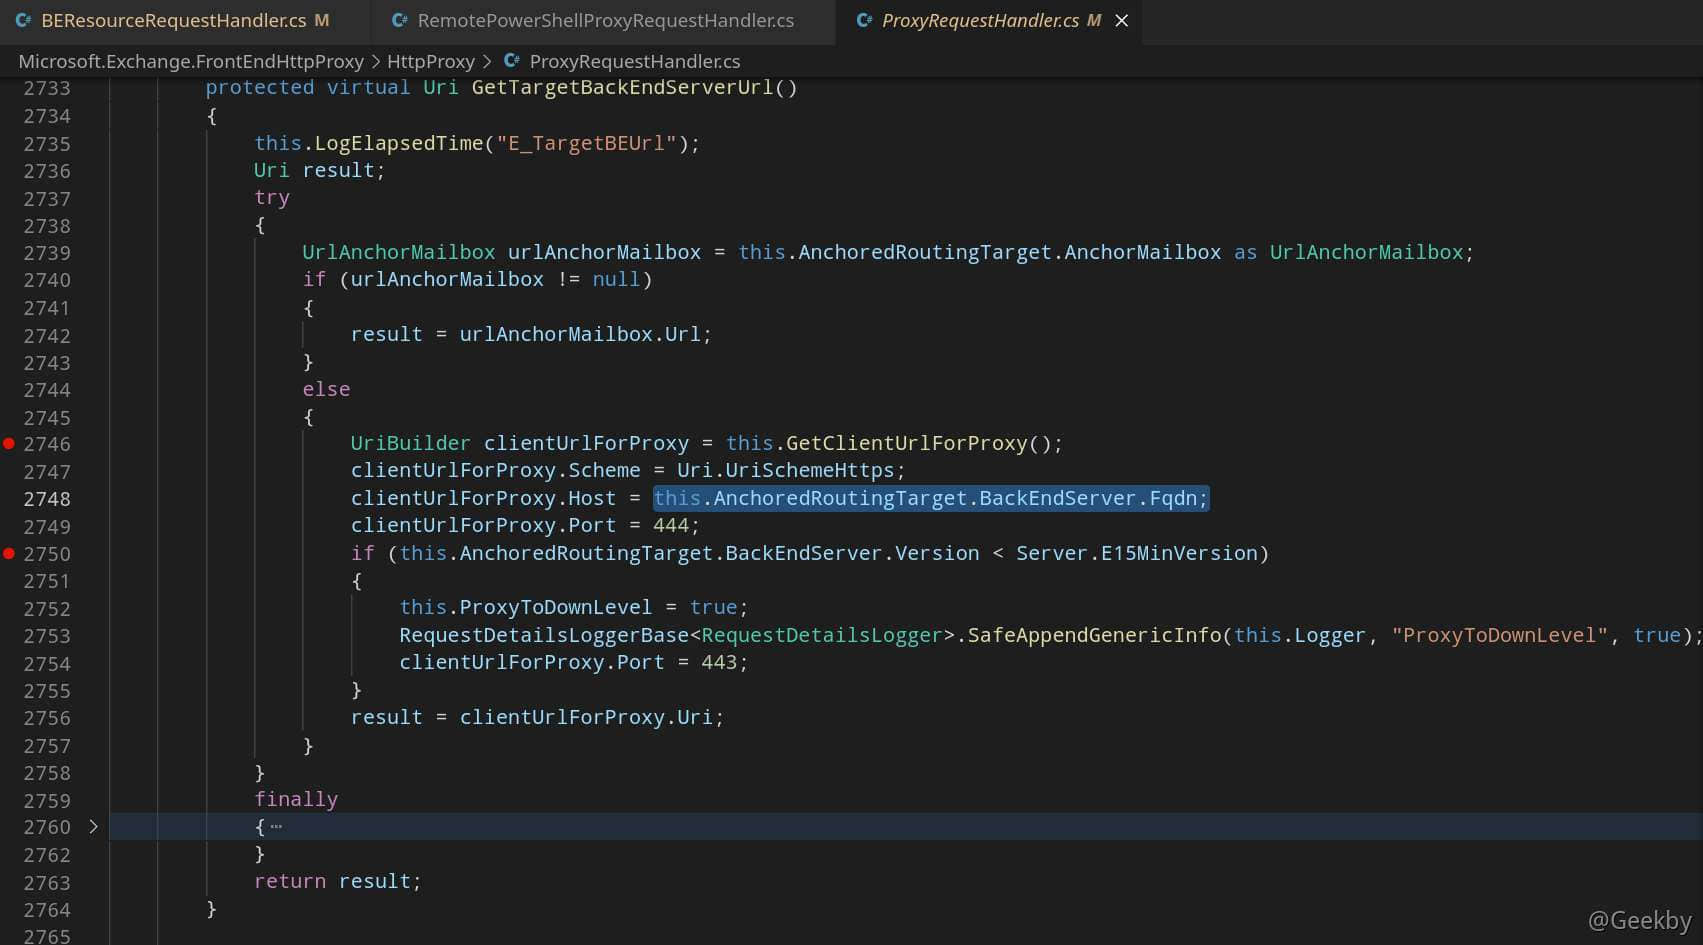 BEResourceRequestHandler.cs M RemotePowerShellProxyRequestHandler.cs ProxyRequestHandler.cs M
Microsoft.Exchange.FrontEndHttpProxy > HttpProxy > ProxyRequestHandler.cs
2733 protected virtual Uri GetTargetBackEndServerUrl()
2734 {
2735 this.LogElapsedTime("E_TargetBEUrl");
2736 Uri result;
2737 try
2738 {
2739 UrlAnchorMailbox urlAnchorMailbox = this.AnchoredRoutingTarget.AnchorMailbox as UrlAnchorMailbox;
2740 if (urlAnchorMailbox != null)
2741 {
2742 result = urlAnchorMailbox.Url;
2743 }
2744 else
2745 {
2746 UriBuilder clientUrlForProxy = this.GetClientUrlForProxy();
2747 clientUrlForProxy.Scheme = Uri.UriSchemeHttps;
2748 clientUrlForProxy.Host = this.AnchoredRoutingTarget.BackEndServer.Fqdn;
2749 clientUrlForProxy.Port = 444;
2750 if (this.AnchoredRoutingTarget.BackEndServer.Version < Server.E15MinVersion)
2751 {
2752 this.ProxyToDownLevel = true;
2753 RequestDetailsLoggerBase<RequestDetailsLogger>.SafeAppendGenericInfo(this.Logger, "ProxyToDownLevel", true);
2754 clientUrlForProxy.Port = 443;
2755 }
2756 result = clientUrlForProxy.Uri;
2757 }
2758 }
2759 finally
2760 { ⋯
2762 }
2763 return result;
2764 }
2765
@Geekby